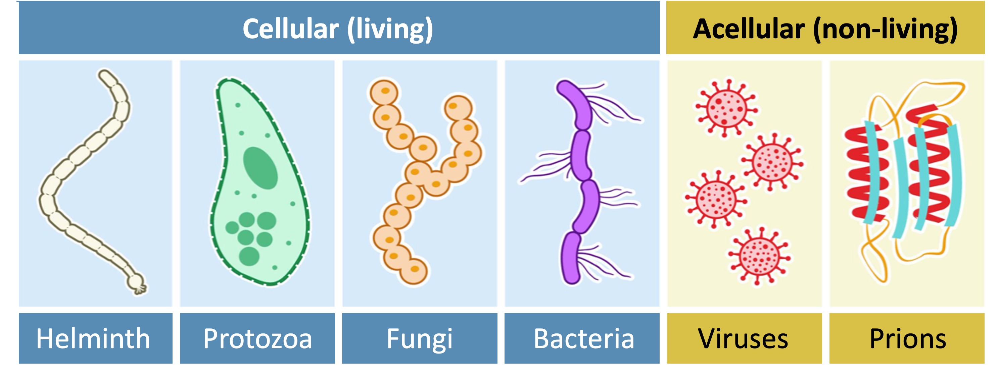 Cellular (living)
Acellular (non-living)
Helminth
Protozoa
Fungi
Bacteria
Viruses
Prions